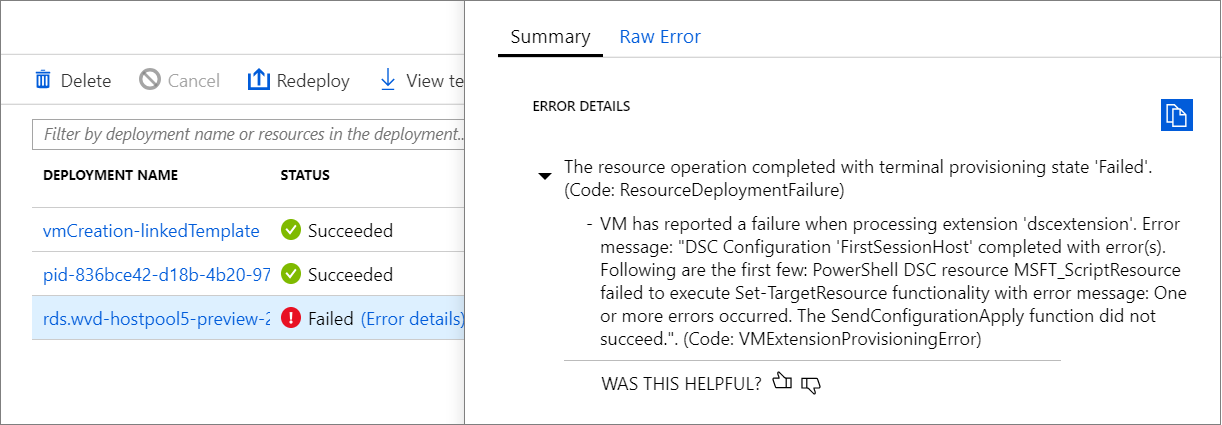 Delete
Cancel
Redeploy
View te
Filter by deployment name or resources in the deployment..
DEPLOYMENT NAME
STATUS
vmCreation-linkedTemplate
Succeeded
pid-836bce42-d18b-4b20-97
Succeeded
rds.wvd-hostpool5-preview-2
Failed (Error details)
Summary
Raw Error
ERROR DETAILS
The resource operation completed with terminal provisioning state 'Failed'.
(Code: ResourceDeploymentFailure)
- VM has reported a failure when processing extension 'dscextension'. Error
message: "DSC Configuration 'FirstSessionHost' completed with error(s).
Following are the first few: PowerShell DSC resource MSFT_ScriptResource
failed to execute Set-TargetResource functionality with error message: One
or more errors occurred. The SendConfigurationApply function did not
succeed.". (Code: VMExtensionProvisioningError)
WAS THIS HELPFUL?